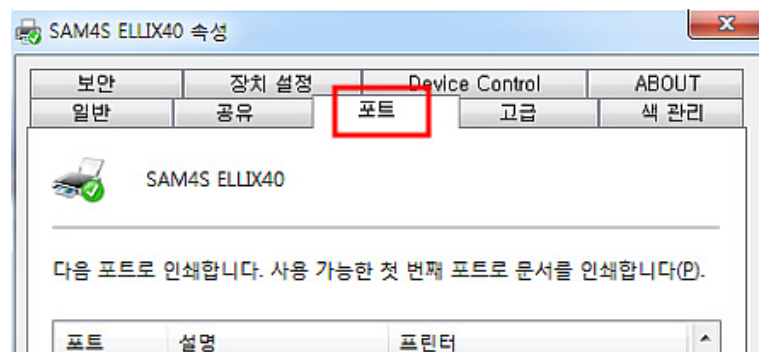 SAM4S ELLIX40 속성
보안 장치 설정 Device Control ABOUT
일반 공유 포트 고급 색 관리
SAM4S ELLIX40
다음 포트로 인쇄합니다. 사용 가능한 첫 번째 포트로 문서를 인쇄합니다(P).
포트 설명 프린터